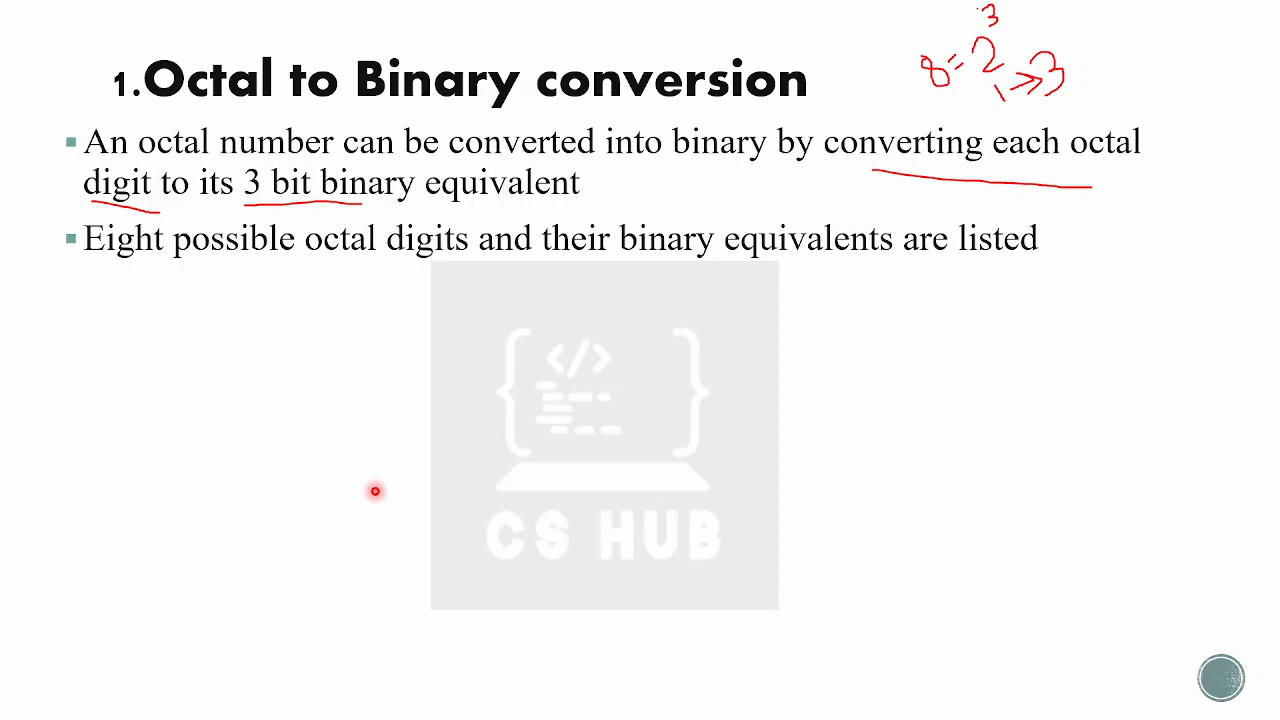 3
8=2
1→3
1.Octal to Binary conversion
An octal number can be converted into binary by converting each octal
digit to its 3 bit binary equivalent
Eight possible octal digits and their binary equivalents are listed
</>
CS HUB